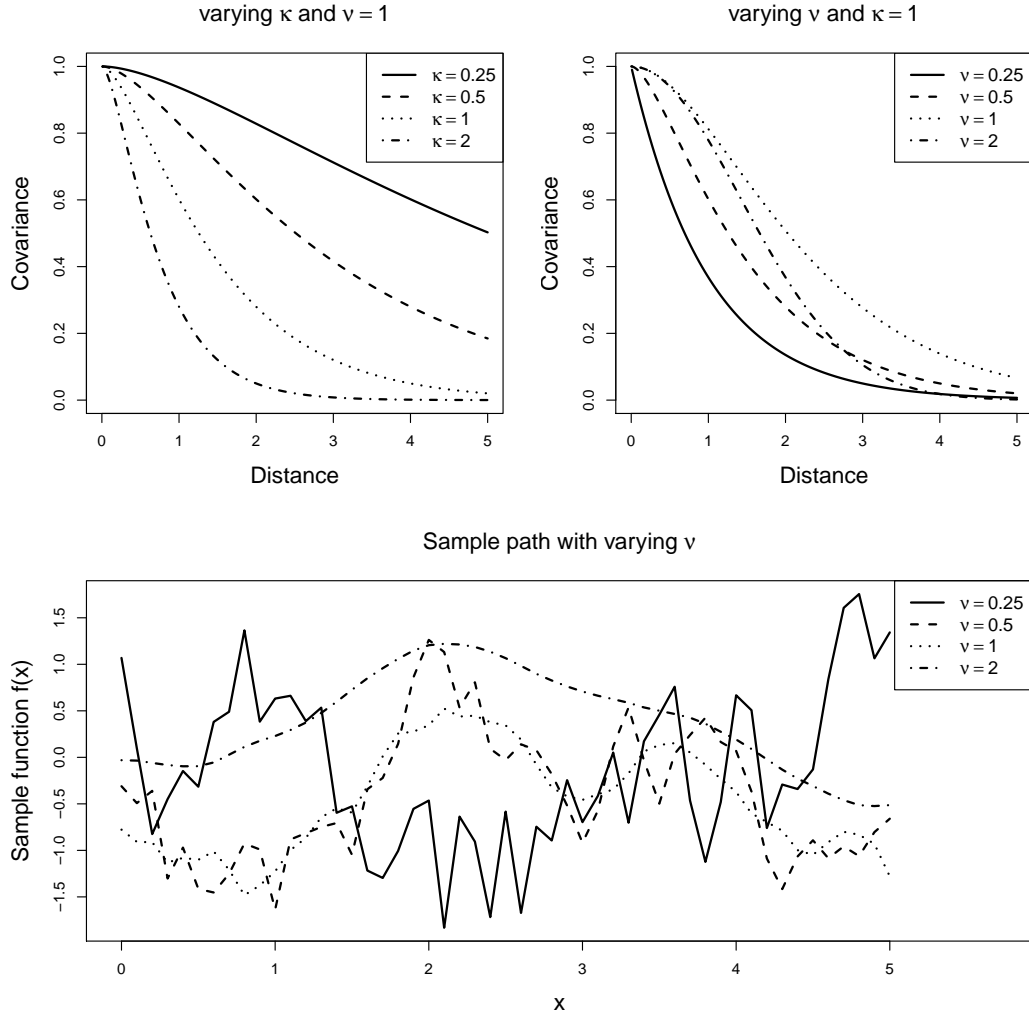 varying κ and ν = 1
κ = 0.25
κ = 0.5
κ = 1
κ = 2
Covariance
1.0
0.8
0.6
0.4
0.2
0.0
0 1 2 3 4 5
Distance
varying ν and κ = 1
ν = 0.25
ν = 0.5
ν = 1
ν = 2
Covariance
1.0
0.8
0.6
0.4
0.2
0.0
0 1 2 3 4 5
Distance
Sample path with varying ν
ν = 0.25
ν = 0.5
ν = 1
ν = 2
Sample function f(x)
1.5
1.0
0.5
0.0
−0.5
−1.0
−1.5
0 1 2 3 4 5
x